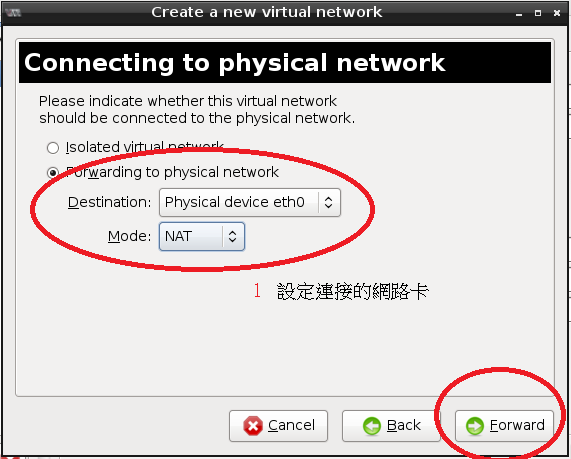 Create a new virtual network
Connecting to physical network
Please indicate whether this virtual network
should be connected to the physical network.
Isolated virtual network
Forwarding to physical network
Destination: Physical device eth0
Mode: NAT
1 設定連接的網路卡
Cancel Back Forward